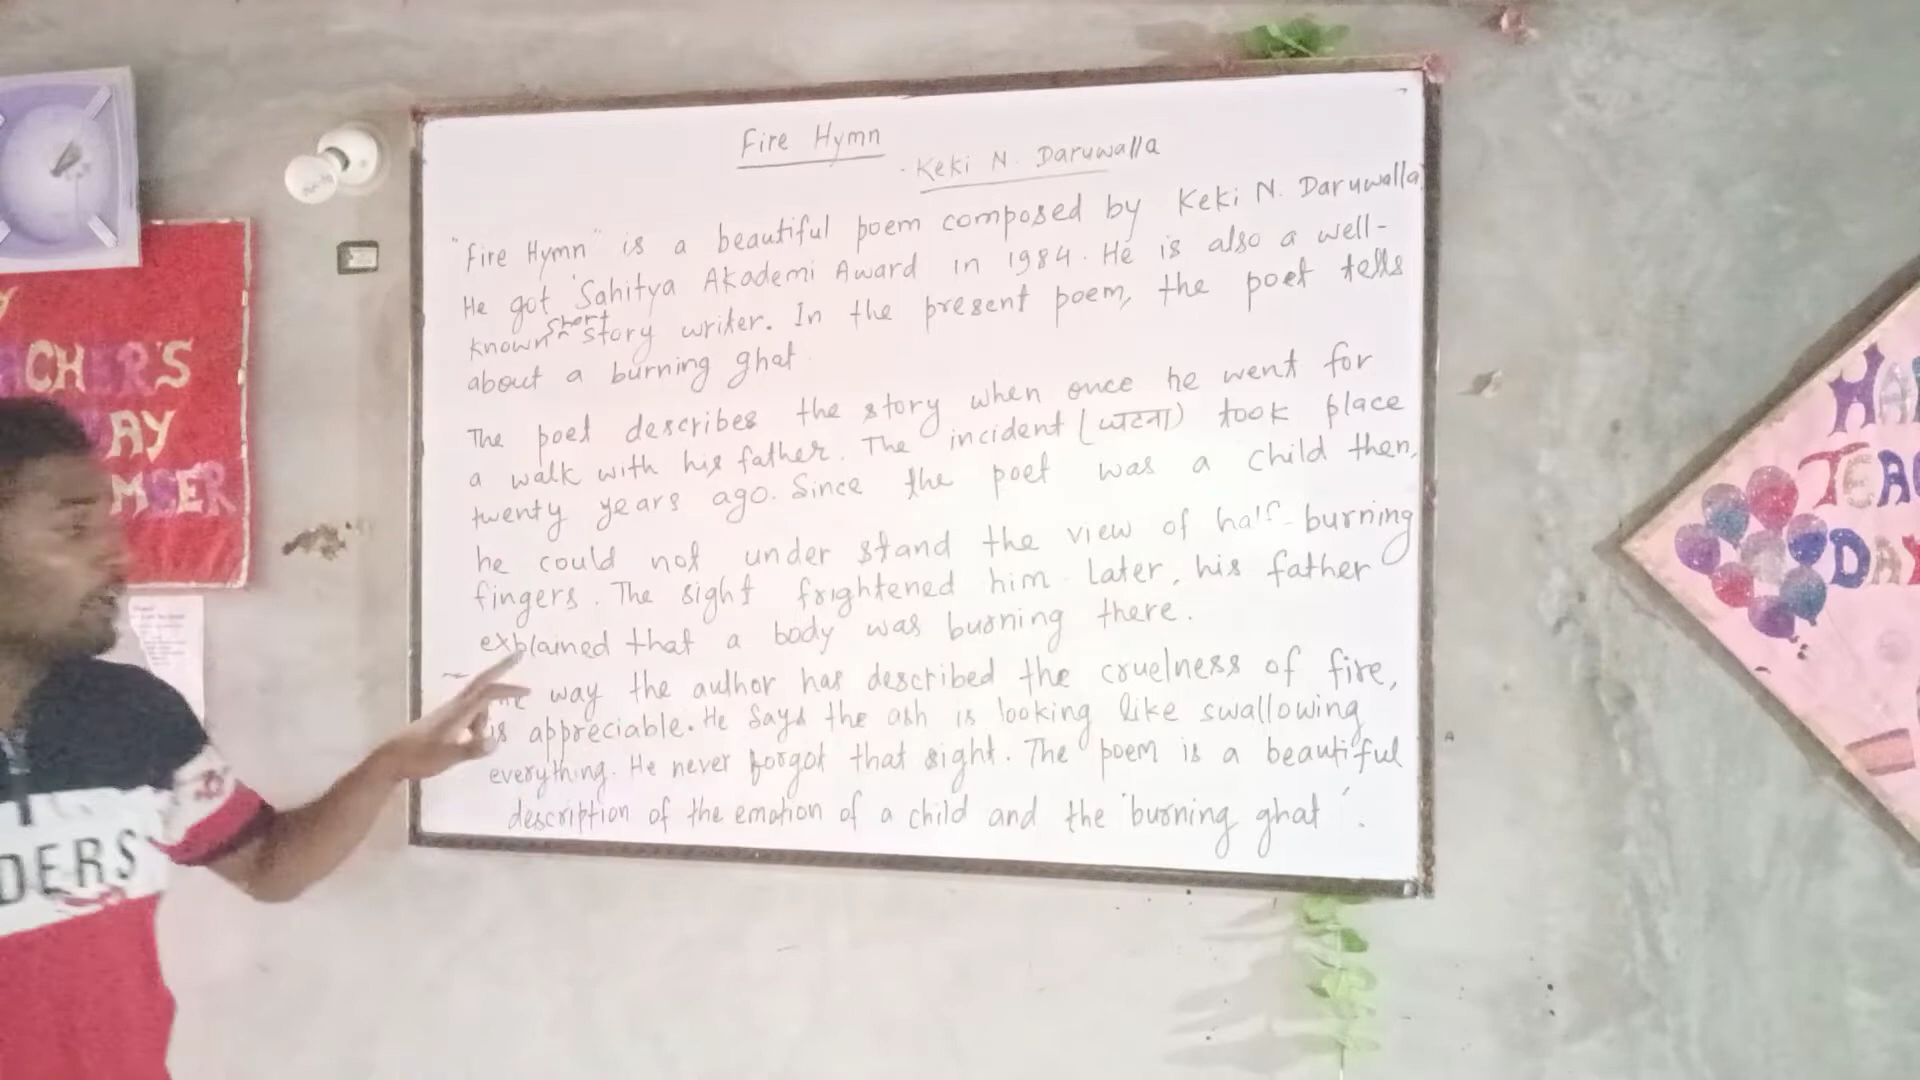 Fire Hymn
- Keki N. Daruwalla
"Fire Hymn" is a beautiful poem composed by Keki N. Daruwalla
He got 'Sahitya Akademi Award in 1984. He is also a well-
known short story writer. In the present poem, the poet tells
about a burning ghat.
The poet describes the story when once he went for
a walk with his father. The incident (घटना) took place
twenty years ago. Since the poet was a child then,
he could not under stand the view of half-burning
fingers. The sight frightened him. Later, his father
explained that a body was burning there.
way the author has described the cruelness of fire,
is appreciable. He says the ash is looking like swallowing
everything. He never forgot that sight. The poem is a beautiful
description of the emotion of a child and the 'burning ghat'.
CHER'S
AY
DERS
DAY